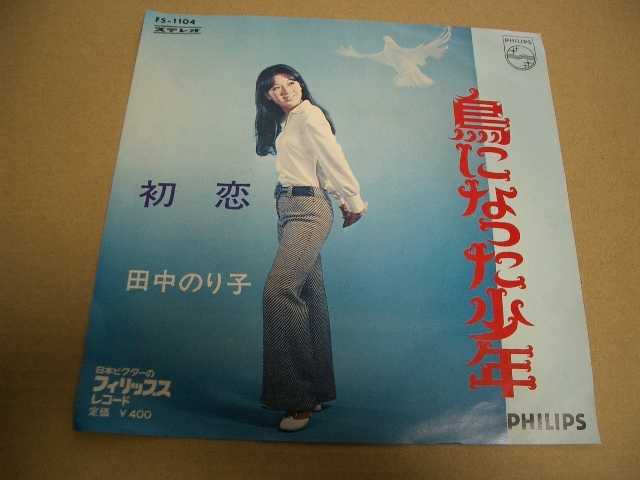 FS-1104
ステレオ
PHILIPS
鳥になった少年
初恋
田中のり子
日本ビクターの
フィリップス
レコード
定価 ¥400
PHILIPS